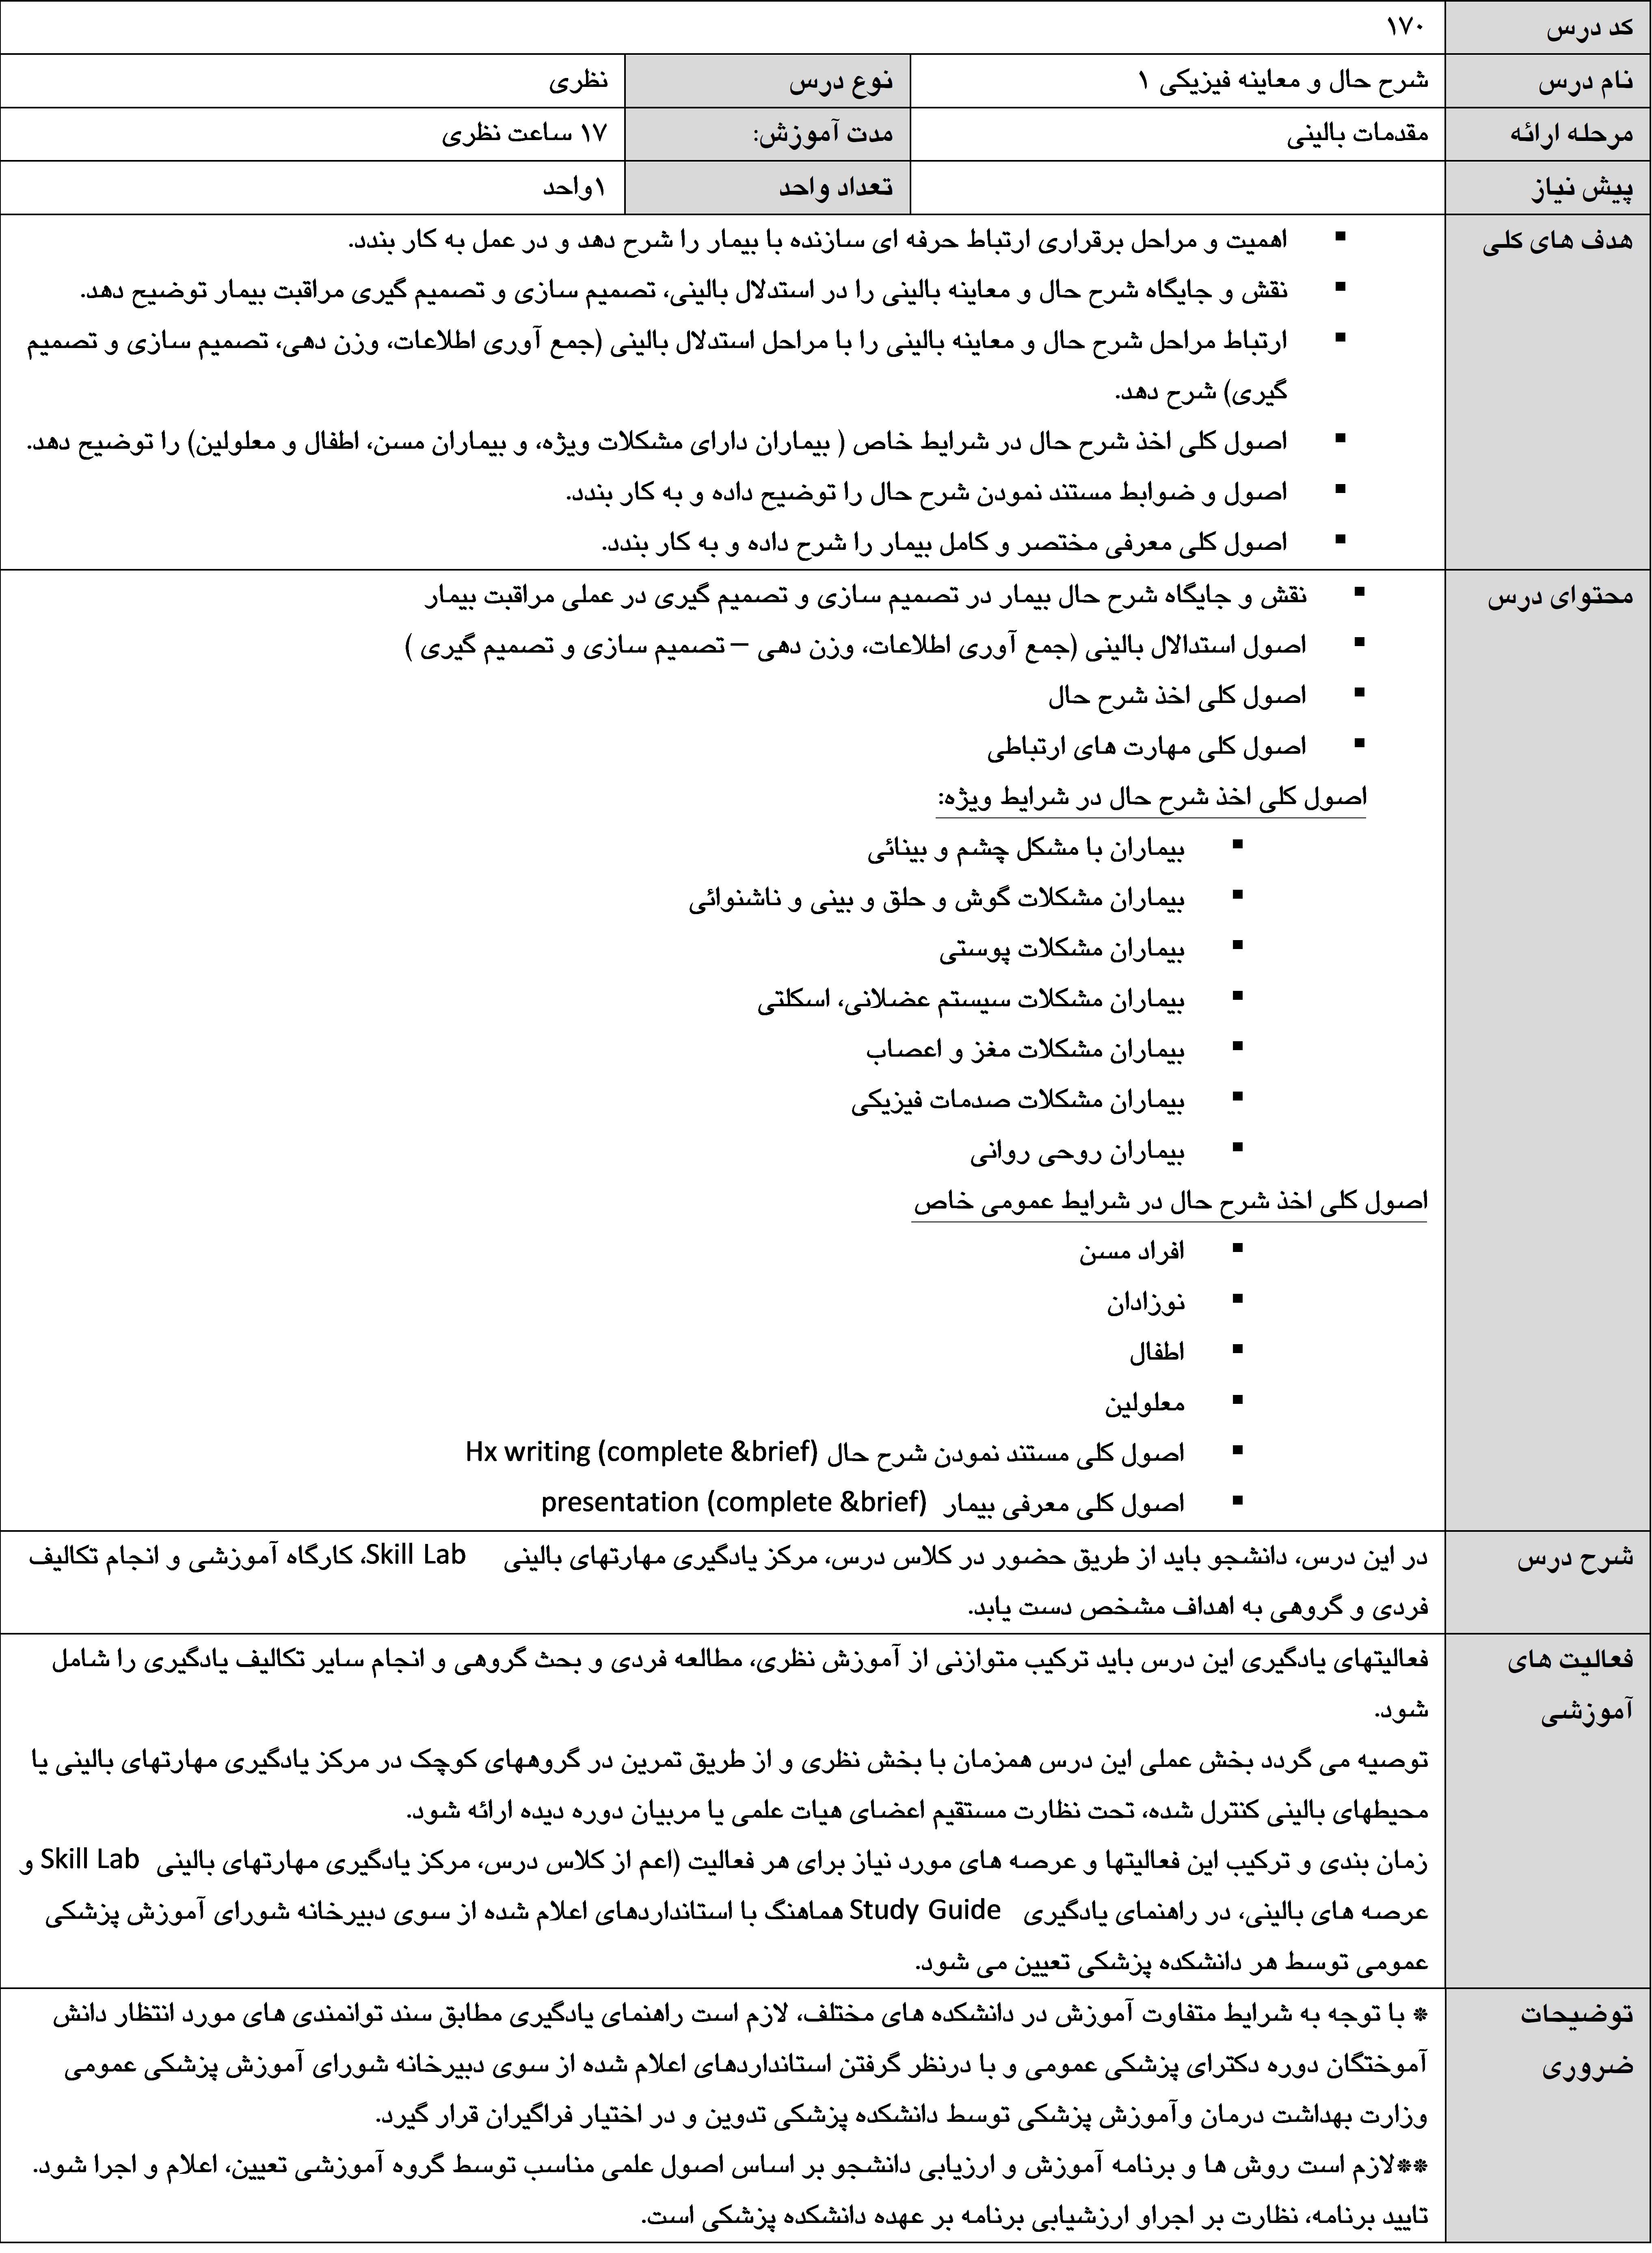 کد درس ۱۷۰
نام درس شرح حال و معاینه فیزیکی ۱ نوع درس نظری
مرحله ارائه مقدمات بالینی مدت آموزش: ۱۷ ساعت نظری
پیش نیاز تعداد واحد ۱واحد
هدف های کلی
▪ اهمیت و مراحل برقراری ارتباط حرفه ای سازنده با بیمار را شرح دهد و در عمل به کار بندد.
▪ نقش و جایگاه شرح حال و معاینه بالینی را در استدلال بالینی، تصمیم سازی و تصمیم گیری مراقبت بیمار توضیح دهد.
▪ ارتباط مراحل شرح حال و معاینه بالینی را با مراحل استدلال بالینی (جمع آوری اطلاعات، وزن دهی، تصمیم سازی و تصمیم
گیری) شرح دهد.
▪ اصول کلی اخذ شرح حال در شرایط خاص ( بیماران دارای مشکلات ویژه، و بیماران مسن، اطفال و معلولین) را توضیح دهد.
▪ اصول و ضوابط مستند نمودن شرح حال را توضیح داده و به کار بندد.
▪ اصول کلی معرفی مختصر و کامل بیمار را شرح داده و به کار بندد.
محتوای درس
▪ نقش و جایگاه شرح حال بیمار در تصمیم سازی و تصمیم گیری در عملی مراقبت بیمار
▪ اصول استدالال بالینی (جمع آوری اطلاعات، وزن دهی – تصمیم سازی و تصمیم گیری )
▪ اصول کلی اخذ شرح حال
▪ اصول کلی مهارت های ارتباطی
اصول کلی اخذ شرح حال در شرایط ویژه:
▪ بیماران با مشکل چشم و بینائی
▪ بیماران مشکلات گوش و حلق و بینی و ناشنوائی
▪ بیماران مشکلات پوستی
▪ بیماران مشکلات سیستم عضلانی، اسکلتی
▪ بیماران مشکلات مغز و اعصاب
▪ بیماران مشکلات صدمات فیزیکی
▪ بیماران روحی روانی
اصول کلی اخذ شرح حال در شرایط عمومی خاص
▪ افراد مسن
▪ نوزادان
▪ اطفال
▪ معلولین
▪ اصول کلی مستند نمودن شرح حال Hx writing (complete &brief)
▪ اصول کلی معرفی بیمار presentation (complete &brief)
شرح درس
در این درس، دانشجو باید از طریق حضور در کلاس درس، مرکز یادگیری مهارتهای بالینی Skill Lab، کارگاه آموزشی و انجام تکالیف
فردی و گروهی به اهداف مشخص دست یابد.
فعالیت های
آموزشی
فعالیتهای یادگیری این درس باید ترکیب متوازنی از آموزش نظری، مطالعه فردی و بحث گروهی و انجام سایر تکالیف یادگیری را شامل
شود.
توصیه می گردد بخش عملی این درس همزمان با بخش نظری و از طریق تمرین در گروههای کوچک در مرکز یادگیری مهارتهای بالینی یا
محیطهای بالینی کنترل شده، تحت نظارت مستقیم اعضای هیات علمی یا مربیان دوره دیده ارائه شود.
زمان بندی و ترکیب این فعالیتها و عرصه های مورد نیاز برای هر فعالیت (اعم از کلاس درس، مرکز یادگیری مهارتهای بالینی Skill Lab و
عرصه های بالینی، در راهنمای یادگیری Study Guide هماهنگ با استانداردهای اعلام شده از سوی دبیرخانه شورای آموزش پزشکی
عمومی توسط هر دانشکده پزشکی تعیین می شود.
توضیحات
ضروری
* با توجه به شرایط متفاوت آموزش در دانشکده های مختلف، لازم است راهنمای یادگیری مطابق سند توانمندی های مورد انتظار دانش
آموختگان دوره دکترای پزشکی عمومی و با درنظر گرفتن استانداردهای اعلام شده از سوی دبیرخانه شورای آموزش پزشکی عمومی
وزارت بهداشت درمان وآموزش پزشکی توسط دانشکده پزشکی تدوین و در اختیار فراگیران قرار گیرد.
**لازم است روش ها و برنامه آموزش و ارزیابی دانشجو بر اساس اصول علمی مناسب توسط گروه آموزشی تعیین، اعلام و اجرا شود.
تایید برنامه، نظارت بر اجراو ارزشیابی برنامه بر عهده دانشکده پزشکی است.